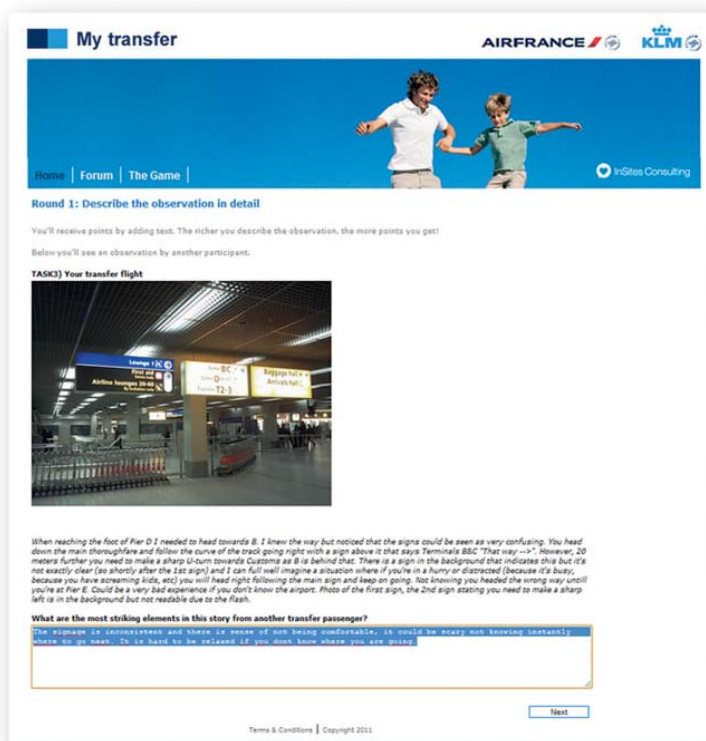 My transfer
AIRFRANCE
KLM
Home | Forum | The Game |
InSites Consulting
Round 1: Describe the observation in detail
You'll receive points by adding text. The richer you describe the observation, the more points you get!
Below you'll see an observation by another participant.
TASK3) Your transfer flight
Lounge 1
First aid
Airline lounges 30-60
BC
D
T2-3
Baggage hall
Arrivals hall
When reaching the foot of Pier D I needed to head towards B. I knew the way but noticed that the signs could be seen as very confusing. You head
down the main thoroughfare and follow the curve of the track going right with a sign above it that says Terminals B&C "That way -->". However, 20
meters further you need to make a sharp U-turn towards Customs as B is behind that. There is a sign in the background that indicates this but it's
not exactly clear (so shortly after the 1st sign) and I can full well imagine a situation where if you're in a hurry or distracted (because it's busy,
because you have screaming kids, etc) you will head right following the main sign and keep on going. Not knowing you headed the wrong way untill
you're at Pier E. Could be a very bad experience if you don't know the airport. Photo of the first sign, the 2nd sign stating you need to make a sharp
left is in the background but not readable due to the flash.
What are the most striking elements in this story from another transfer passenger?
The signage is inconsistent and there is sense of not being comfortable, it could be scary not knowing instantly
where to go next. It is hard to be relaxed if you dont know where you are going.
Next
Terms & Conditions | Copyright 2011